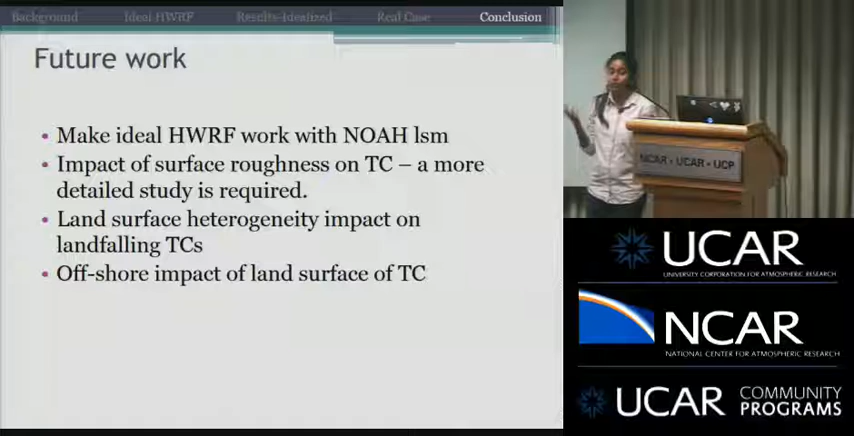 Background Ideal HWRF Results-Idealized Real Case Conclusion
Future work
• Make ideal HWRF work with NOAH lsm
• Impact of surface roughness on TC – a more
detailed study is required.
• Land surface heterogeneity impact on
landfalling TCs
• Off-shore impact of land surface of TC
NCAR • UCAR • UCP
UCAR
UNIVERSITY CORPORATION FOR ATMOSPHERIC RESEARCH
NCAR
NATIONAL CENTER FOR ATMOSPHERIC RESEARCH
UCAR COMMUNITY
PROGRAMS